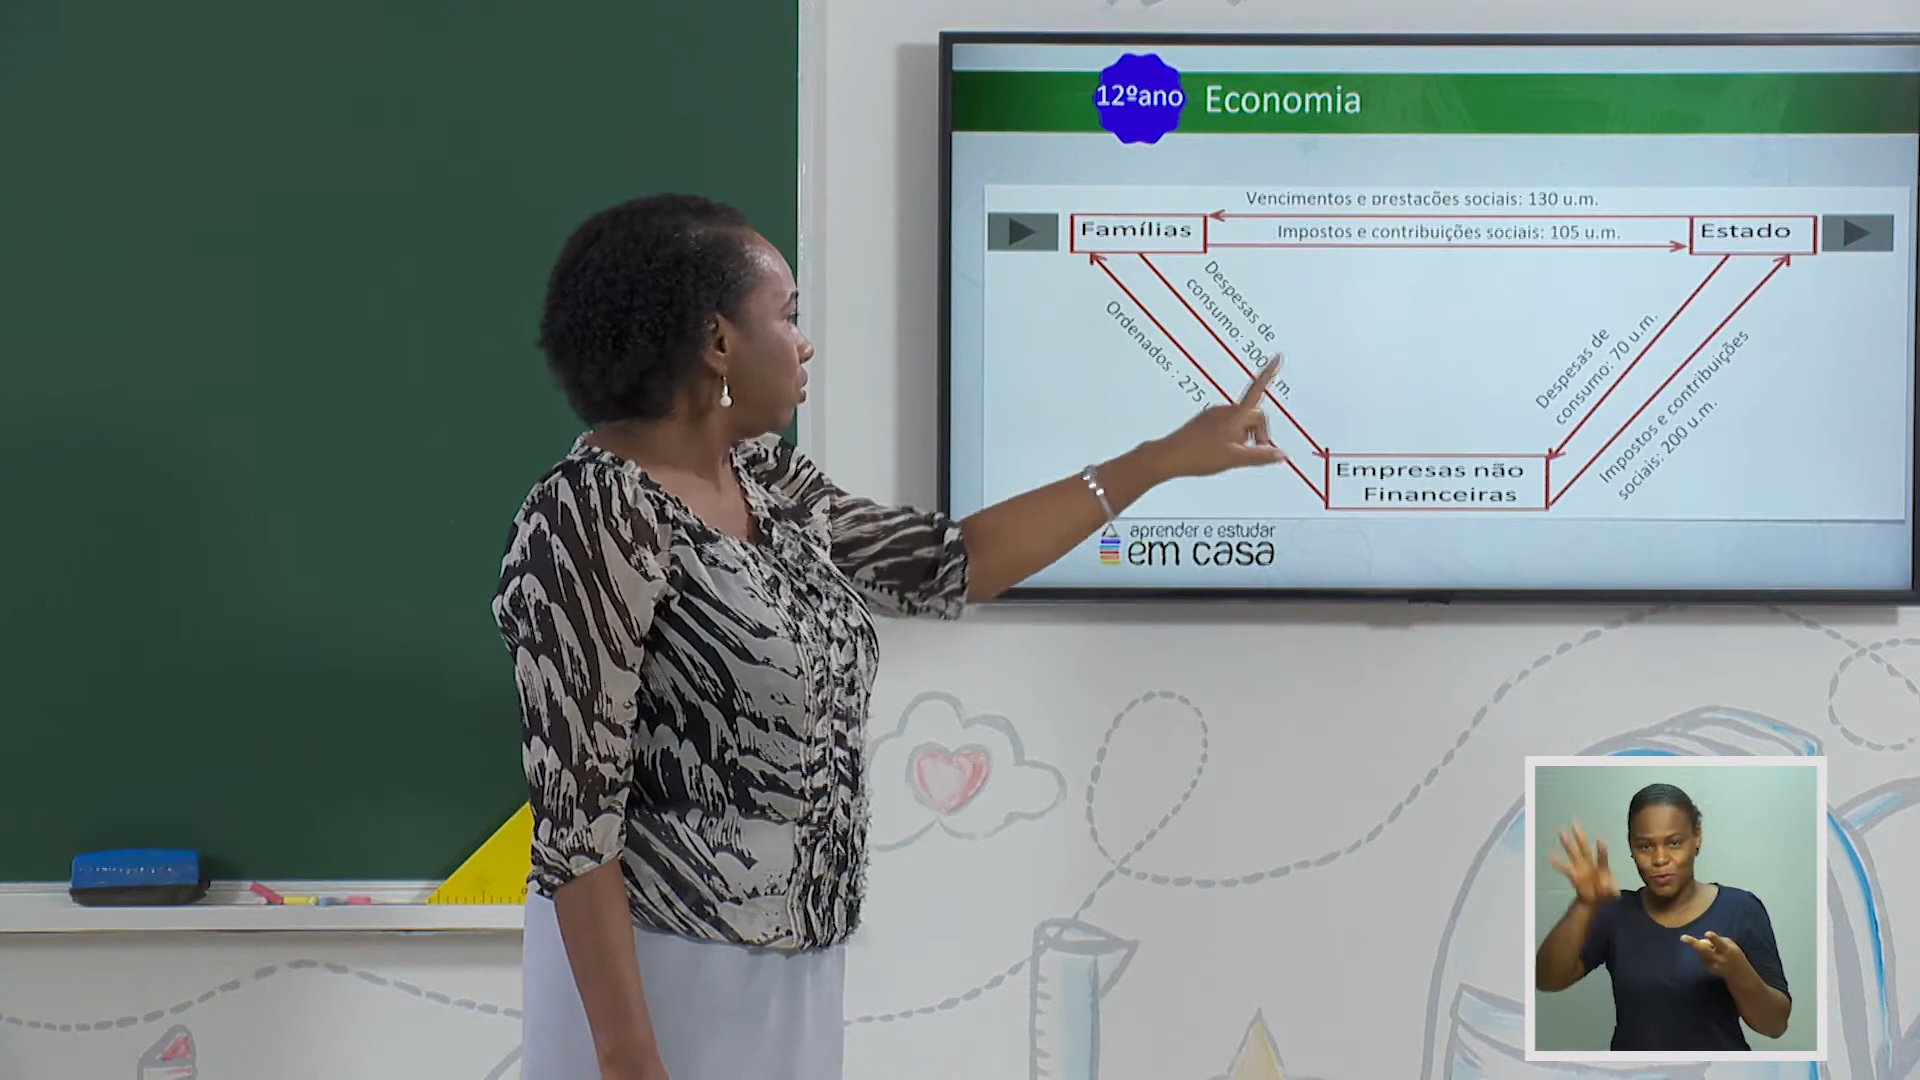 12ºano
Economia
Vencimentos e prestações sociais: 130 u.m.
Famílias
Impostos e contribuições sociais: 105 u.m.
Estado
Despesas de
consumo: 300 u.m.
Ordenados : 275
Despesas de
consumo: 70 u.m.
Impostos e contribuições
sociais: 200 u.m.
Empresas não
Financeiras
aprender e estudar
em casa